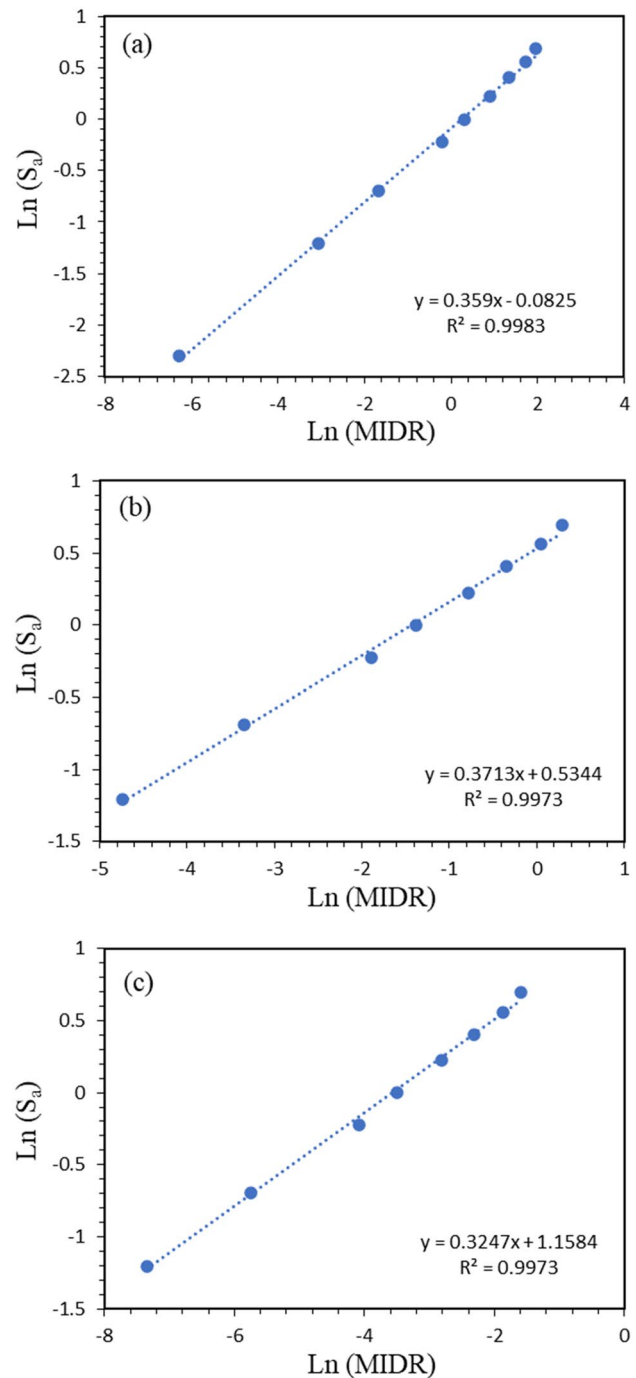 (a)
1
0.5
0
-0.5
-1
-1.5
-2
-2.5
Ln (Sa)
y = 0.359x - 0.0825
R² = 0.9983
-8 -6 -4 -2 0 2 4
Ln (MIDR)
(b)
1
0.5
0
-0.5
-1
-1.5
Ln (Sa)
y = 0.3713x + 0.5344
R² = 0.9973
-5 -4 -3 -2 -1 0 1
Ln (MIDR)
(c)
1
0.5
0
-0.5
-1
-1.5
Ln (Sa)
y = 0.3247x + 1.1584
R² = 0.9973
-8 -6 -4 -2 0
Ln (MIDR)